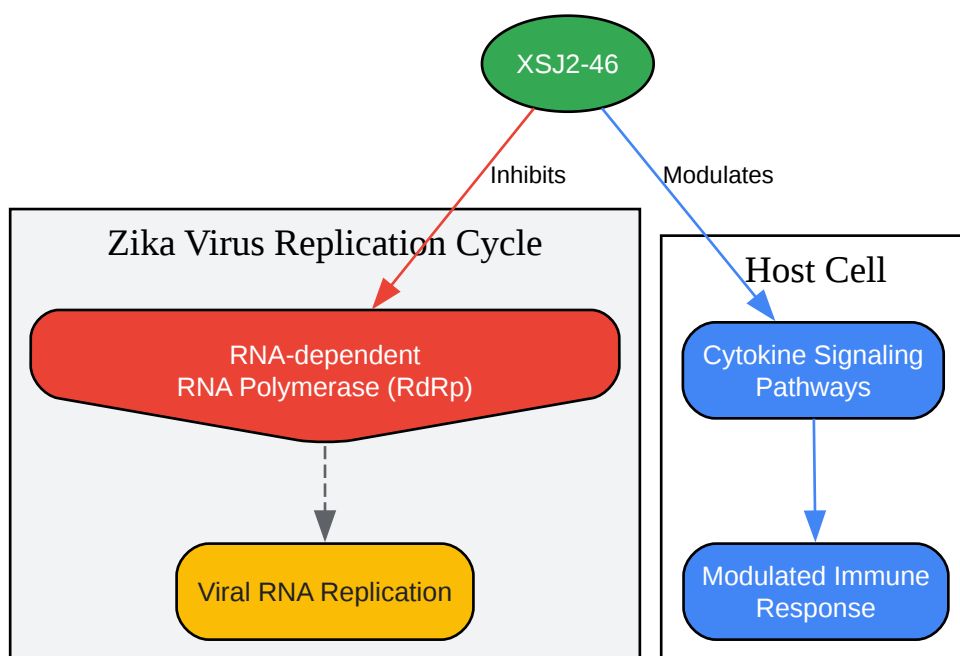 XSJ2-46
Inhibits
Modulates
Zika Virus Replication Cycle
Host Cell
RNA-dependent
RNA Polymerase (RdRp)
Cytokine Signaling
Pathways
Viral RNA Replication
Modulated Immune
Response